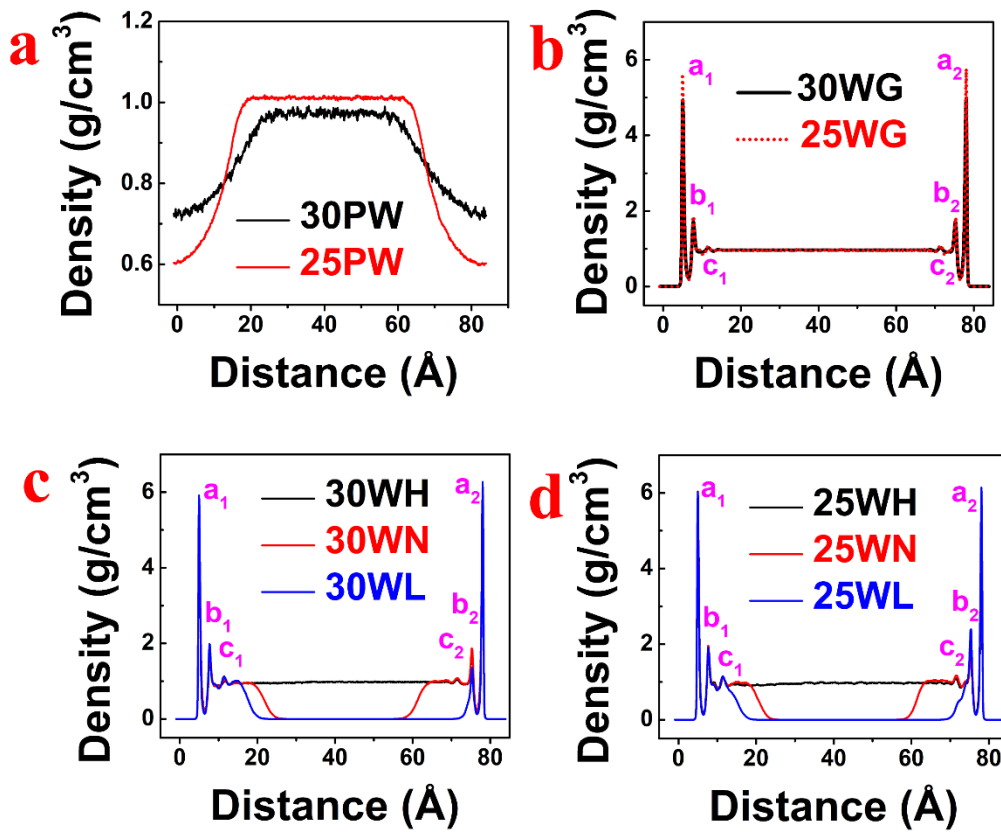 a
Density (g/cm³)
1.2
1.0
0.8
0.6
30PW
25PW
0 20 40 60 80
Distance (Å)
b
Density (g/cm³)
6
4
2
0
a₁
a₂
30WG
25WG
b₁
b₂
c₁
c₂
0 20 40 60 80
Distance (Å)
c
Density (g/cm³)
6
4
2
0
a₁
a₂
30WH
30WN
30WL
b₁
b₂
c₁
c₂
0 20 40 60 80
Distance (Å)
d
Density (g/cm³)
6
4
2
0
a₁
a₂
25WH
25WN
25WL
b₁
b₂
c₁
c₂
0 20 40 60 80
Distance (Å)